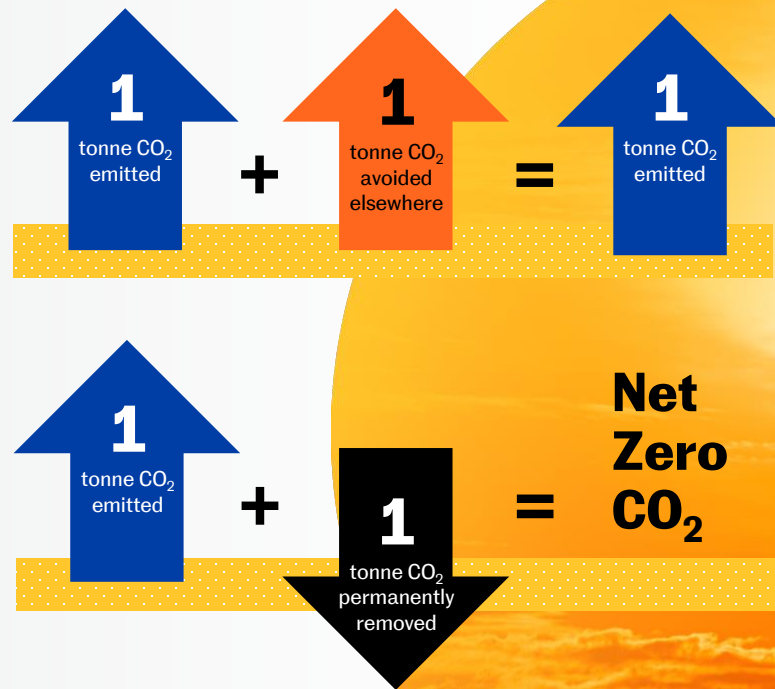 1
tonne CO₂
emitted
+
1
tonne CO₂
avoided
elsewhere
=
1
tonne CO₂
emitted
1
tonne CO₂
emitted
+
1
tonne CO₂
permanently
removed
=
Net
Zero
CO₂